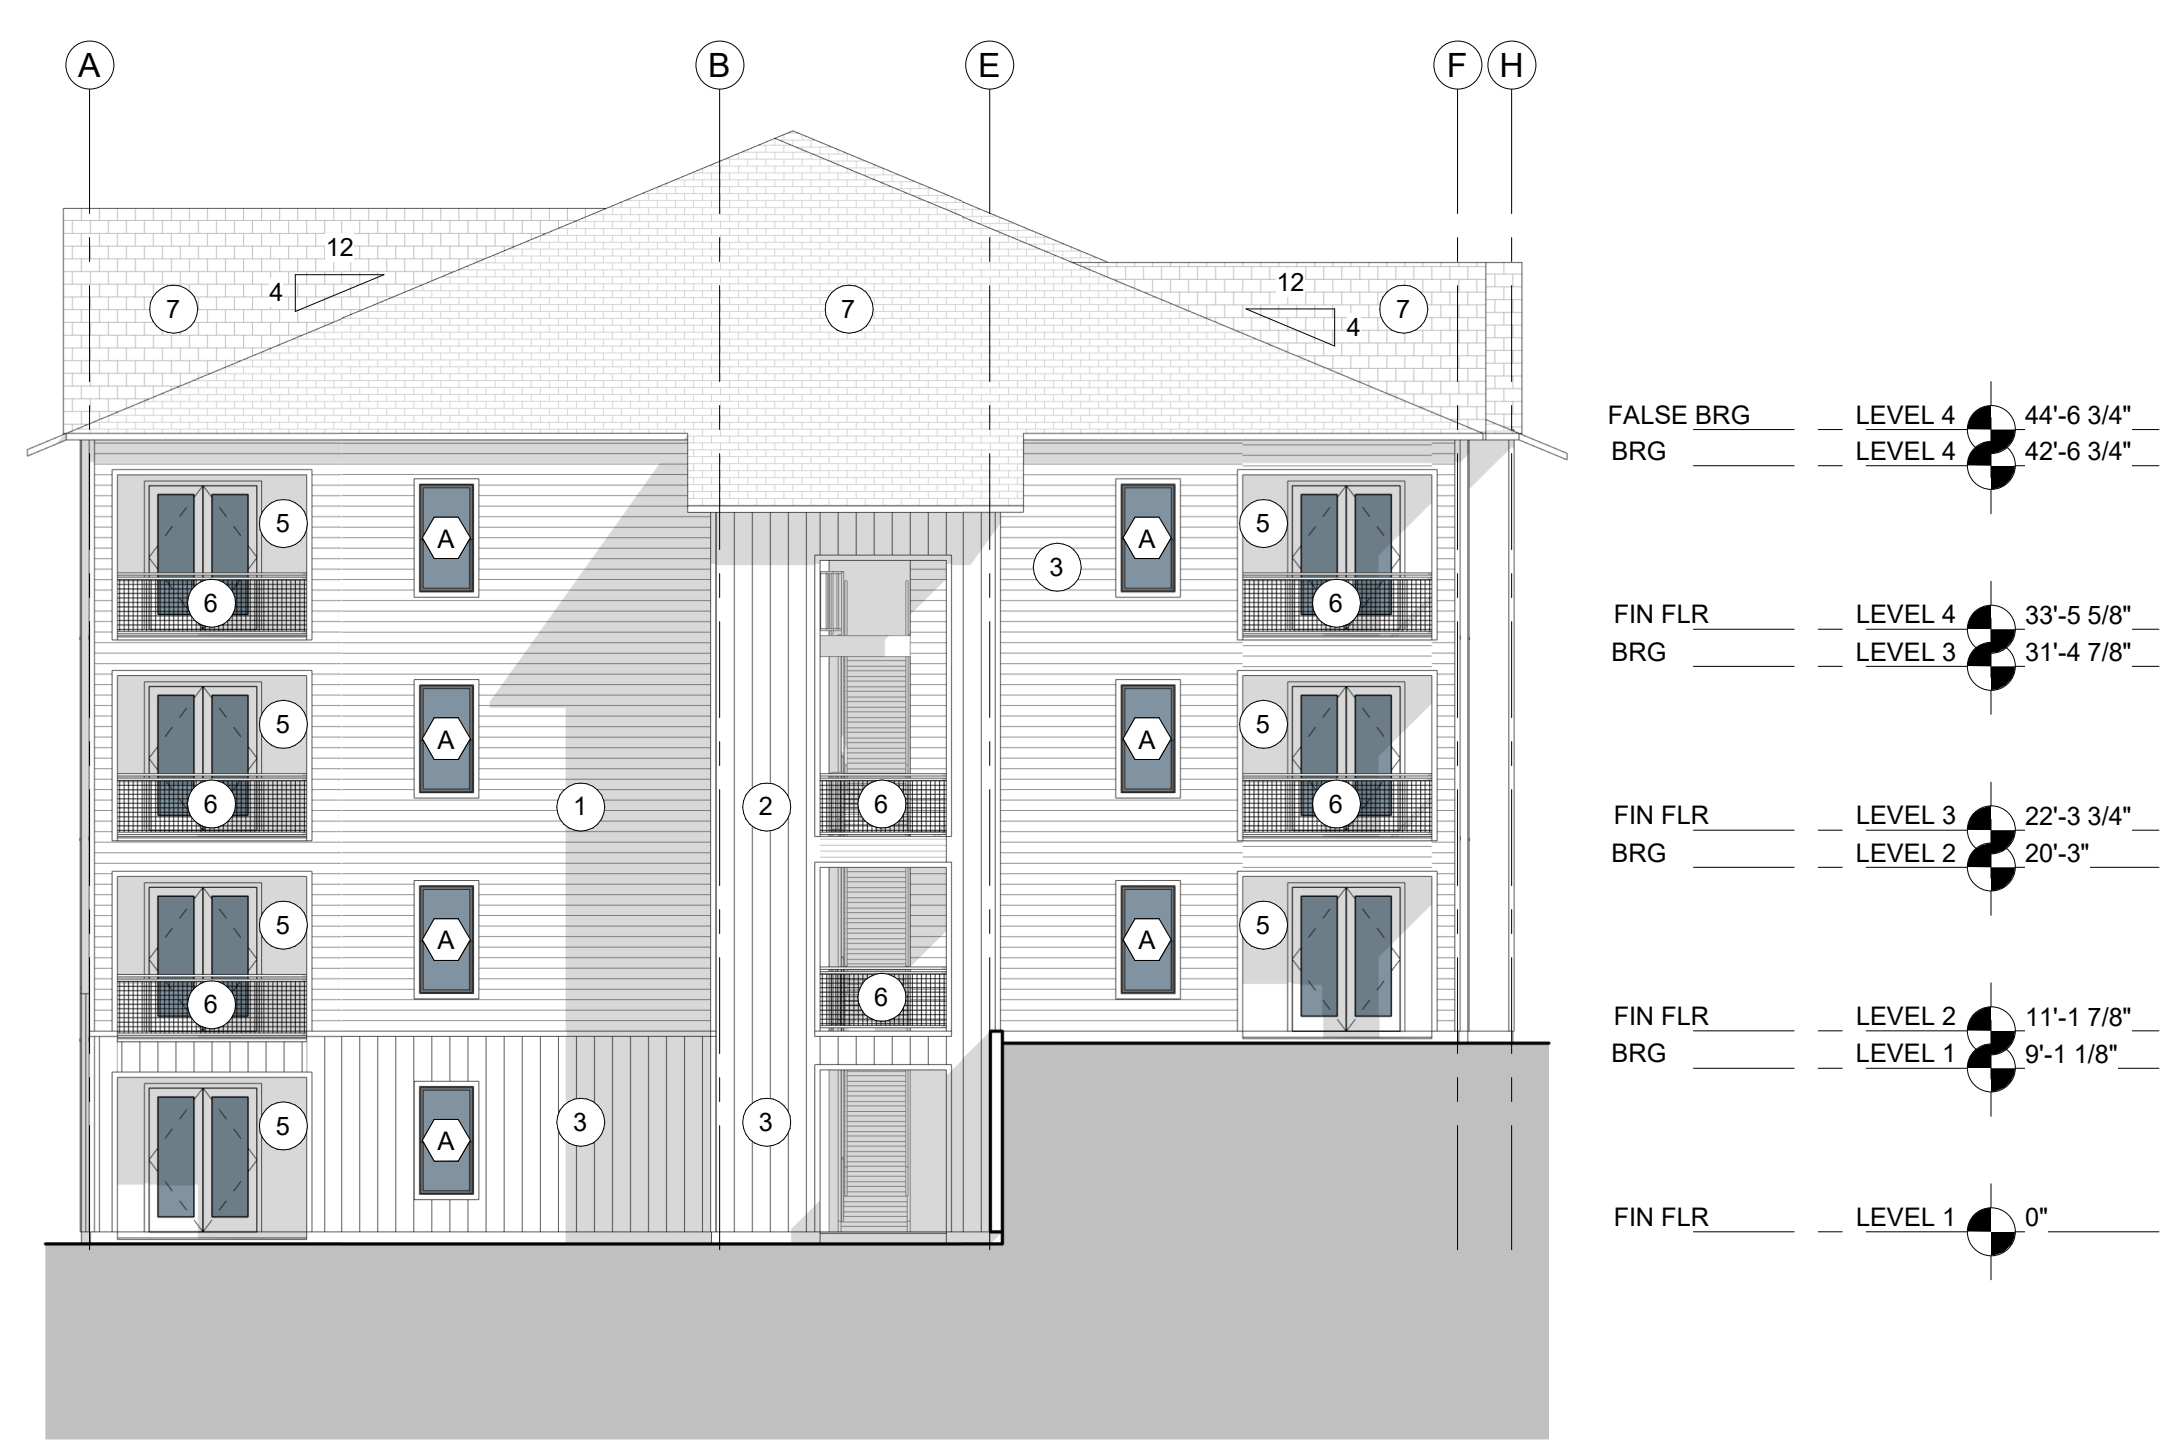 A B E F H
12
4
12
4
7 7 7
FALSE BRG LEVEL 4 44'-6 3/4"
BRG LEVEL 4 42'-6 3/4"
5 A A 5
3
6 6
FIN FLR LEVEL 4 33'-5 5/8"
BRG LEVEL 3 31'-4 7/8"
5 A A 5
6 1 2 6 6
FIN FLR LEVEL 3 22'-3 3/4"
BRG LEVEL 2 20'-3"
5 A A 5
6 6
FIN FLR LEVEL 2 11'-1 7/8"
BRG LEVEL 1 9'-1 1/8"
5 A 3 3
FIN FLR LEVEL 1 0"